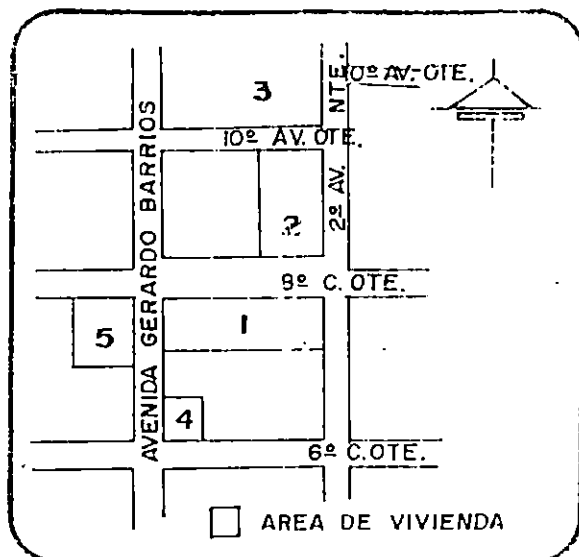 10º AV. OTE.
3
10º AV. OTE.
AVENIDA GERARDO BARRIOS
2º AV. NTE.
2
8º C. OTE.
5
1
4
6º C. OTE.
AREA DE VIVIENDA